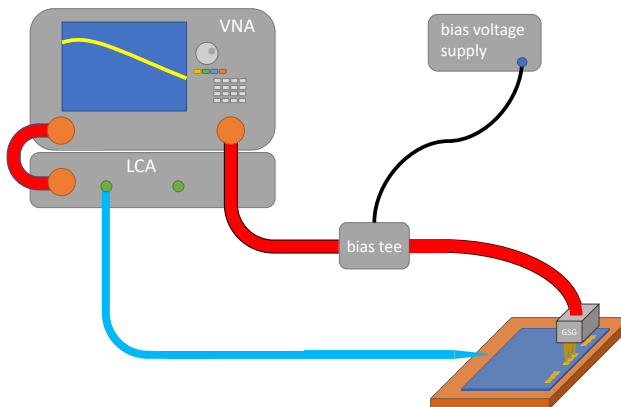 VNA
bias voltage
supply
LCA
bias tee
GSG